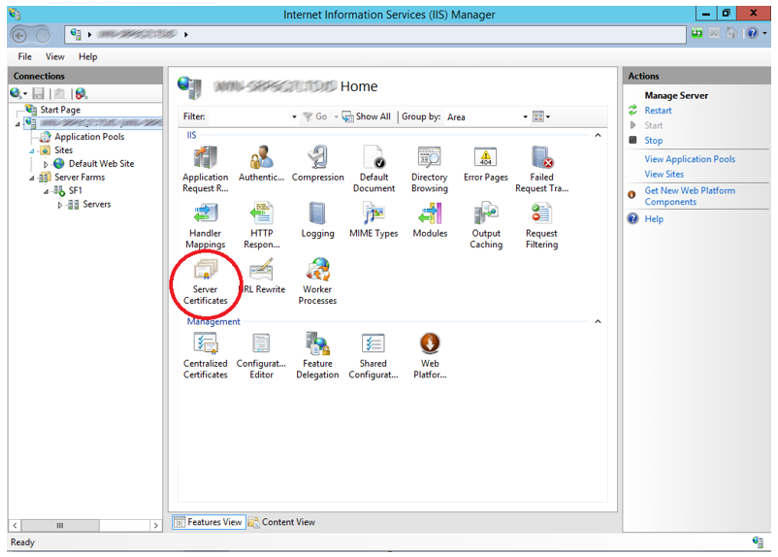 Internet Information Services (IIS) Manager
File View Help
Connections
Start Page
Application Pools
Sites
Default Web Site
Server Farms
SF1
Servers
Home
Filter: Go Show All Group by: Area
IIS
Application Request R...
Authentic...
Compression
Default Document
Directory Browsing
Error Pages
Failed Request Tra...
Handler Mappings
HTTP Respon...
Logging
MIME Types
Modules
Output Caching
Request Filtering
Server Certificates
URL Rewrite
Worker Processes
Management
Centralized Certificates
Configurat... Editor
Feature Delegation
Shared Configurat...
Web Platfor...
Features View Content View
Actions
Manage Server
Restart
Start
Stop
View Application Pools
View Sites
Get New Web Platform
Components
Help
Ready